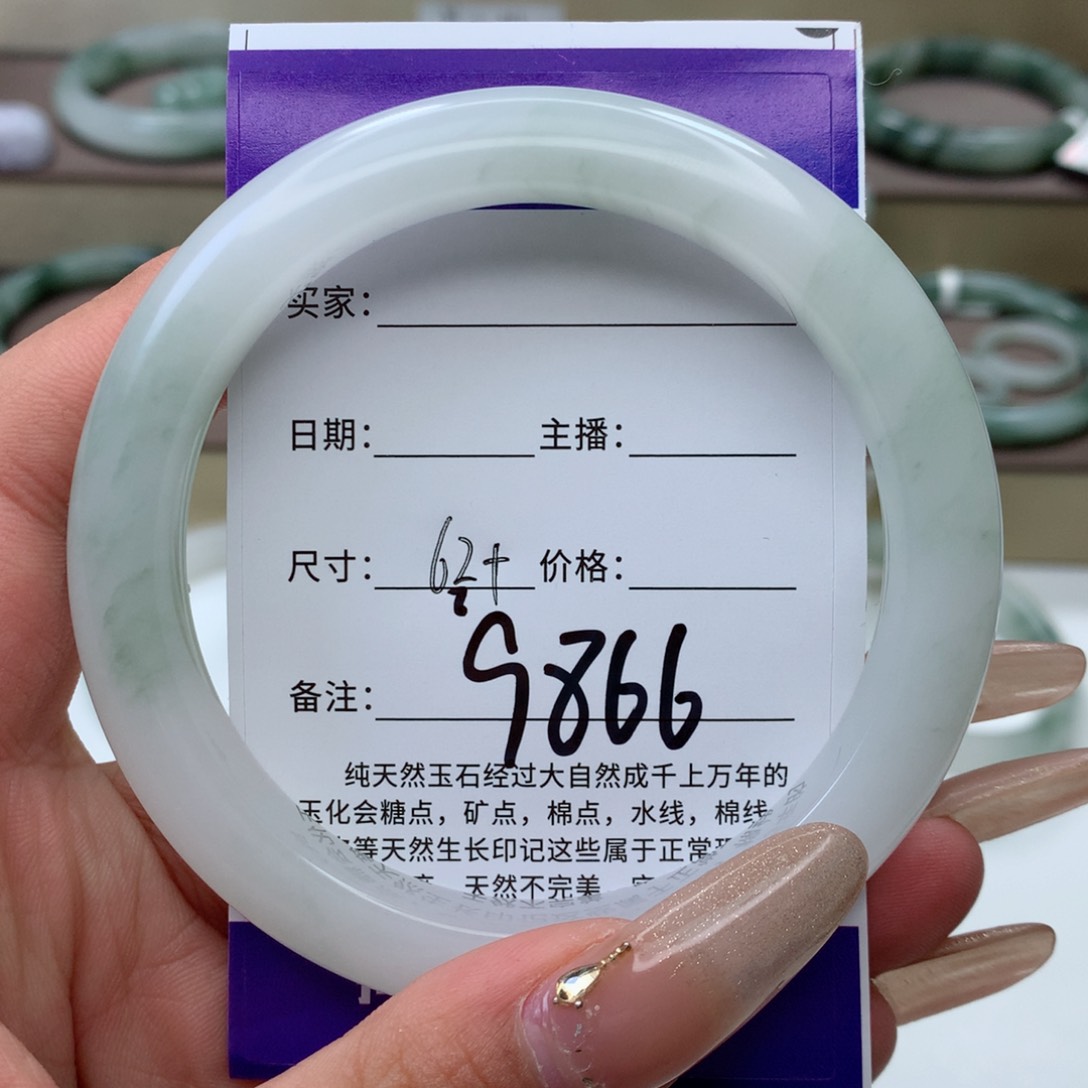 买家：
日期： 主播：
尺寸： 62+ 价格：
备注： 9866
纯天然玉石经过大自然成千上万年的
玉化会糖点，矿点，棉点，水线，棉线
等天然生长印记这些属于正常
天然不完美